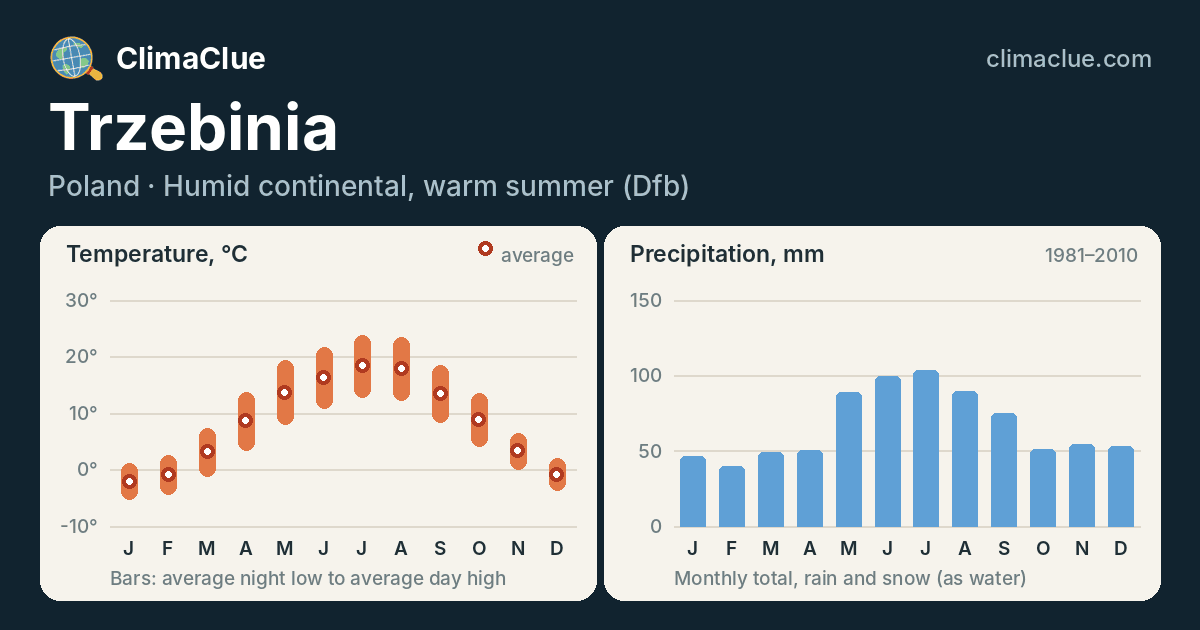 ClimaClue
climaclue.com
Trzebinia
Poland · Humid continental, warm summer (Dfb)
Temperature, °C
average
30°
20°
10°
0°
-10°
J F M A M J J A S O N D
Bars: average night low to average day high
Precipitation, mm
1981–2010
150
100
50
0
J F M A M J J A S O N D
Monthly total, rain and snow (as water)